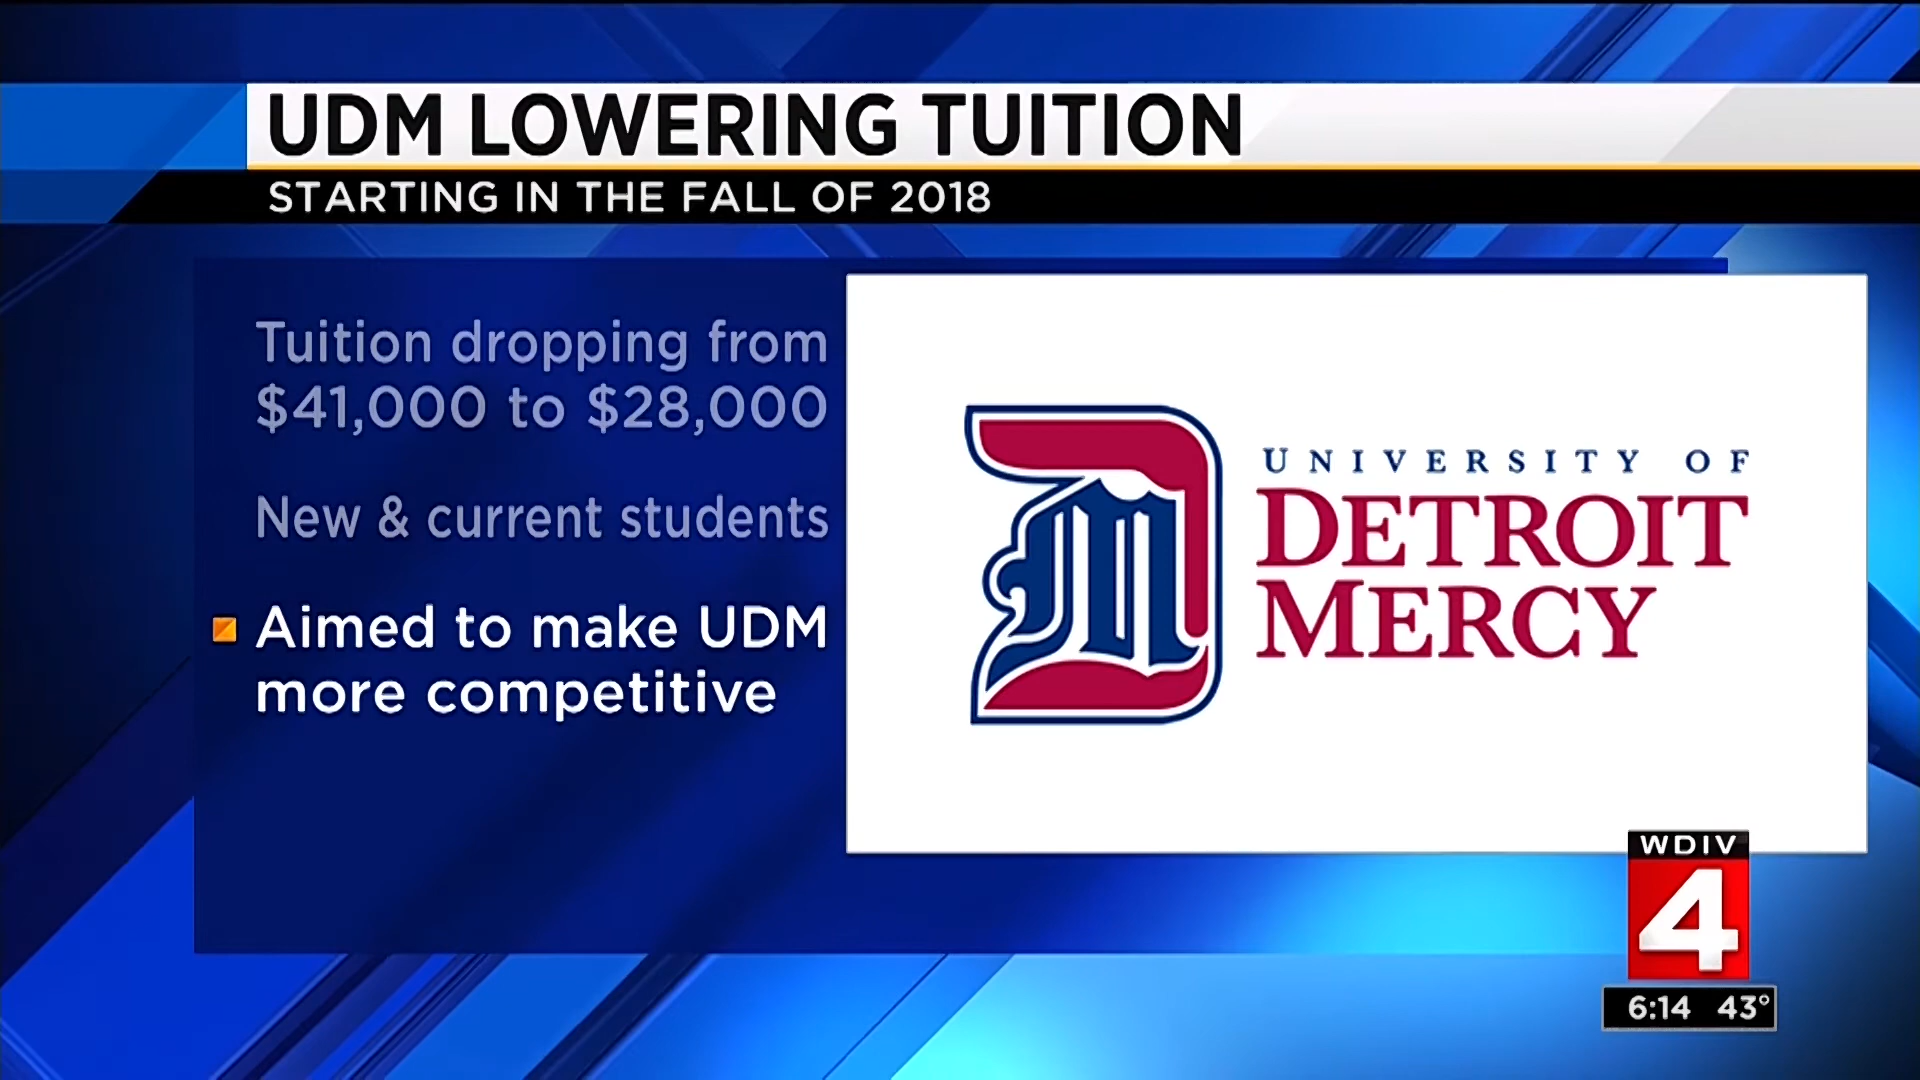 UDM LOWERING TUITION
STARTING IN THE FALL OF 2018
Tuition dropping from
$41,000 to $28,000
New & current students
Aimed to make UDM
more competitive
DM
UNIVERSITY OF
DETROIT
MERCY
WDIV
4
6:14 43°